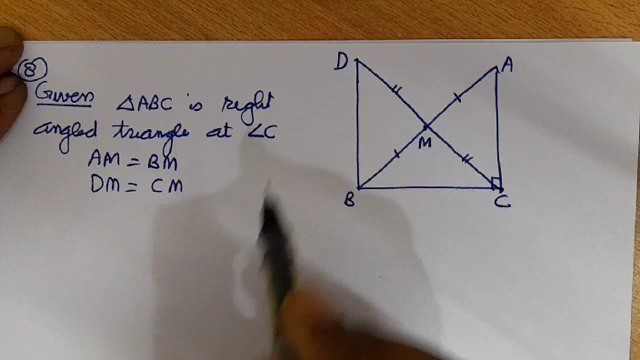 8
Given ΔABC is right
angled triangle at ∠C
AM = BM
DM = CM
D
A
M
B
C